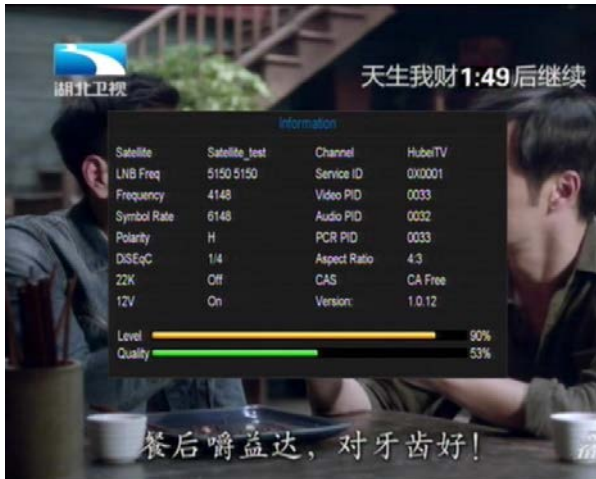 湖北卫视
天生我财1:49后继续
Information
Satellite Satellite_test Channel HubeiTV
LNB Freq 5150 5150 Service ID 0X0001
Frequency 4148 Video PID 0033
Symbol Rate 6148 Audio PID 0032
Polarity H PCR PID 0033
DiSEqC 1/4 Aspect Ratio 4:3
22K Off CAS CA Free
12V On Version: 1.0.12
Level 90%
Quality 53%
餐后嚼益达，对牙齿好！